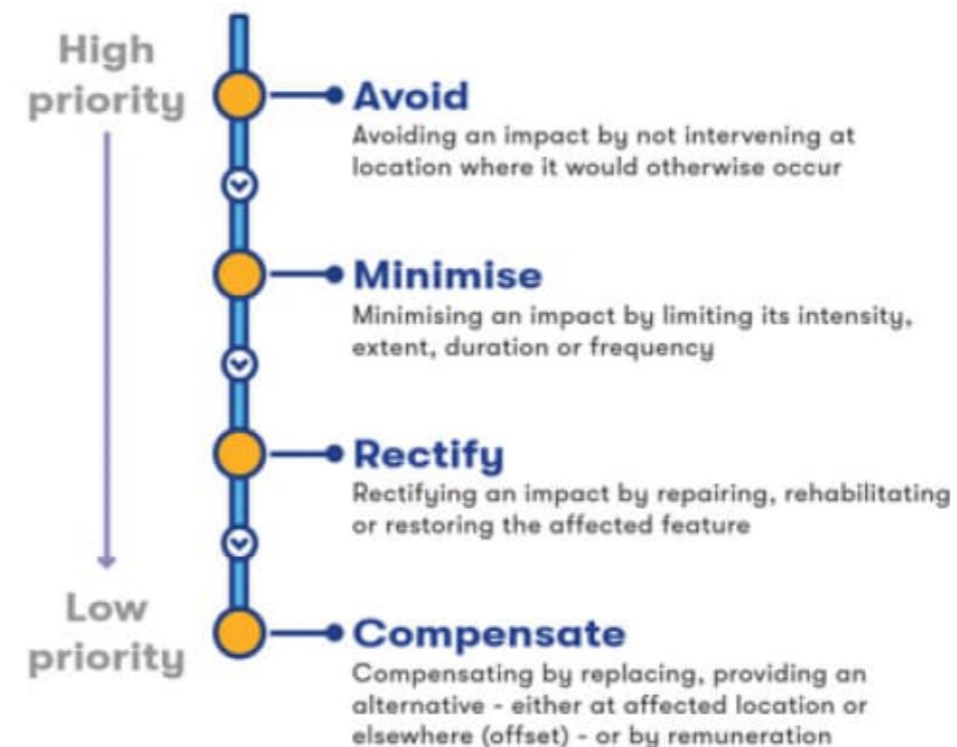 High
priority
Avoid
Avoiding an impact by not intervening at
location where it would otherwise occur
Minimise
Minimising an impact by limiting its intensity,
extent, duration or frequency
Rectify
Rectifying an impact by repairing, rehabilitating
or restoring the affected feature
Low
priority
Compensate
Compensating by replacing, providing an
alternative - either at affected location or
elsewhere (offset) - or by remuneration